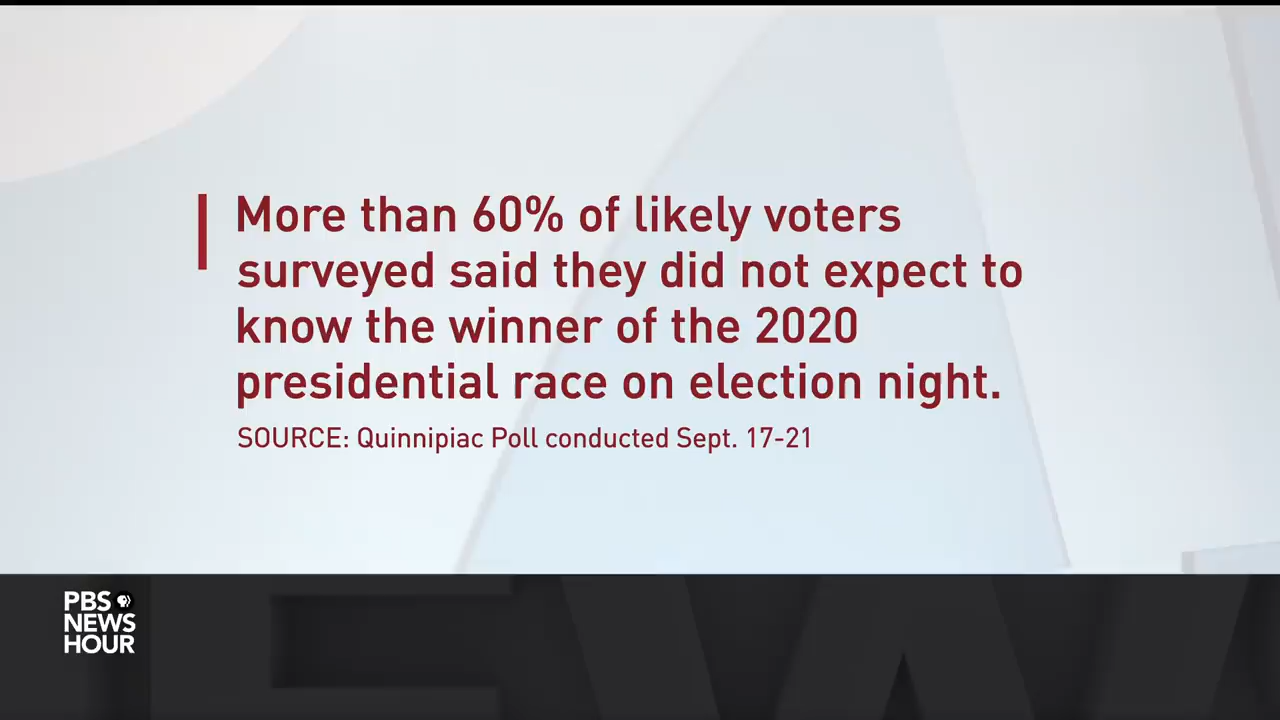 More than 60% of likely voters
surveyed said they did not expect to
know the winner of the 2020
presidential race on election night.
SOURCE: Quinnipiac Poll conducted Sept. 17-21
PBS
NEWS
HOUR